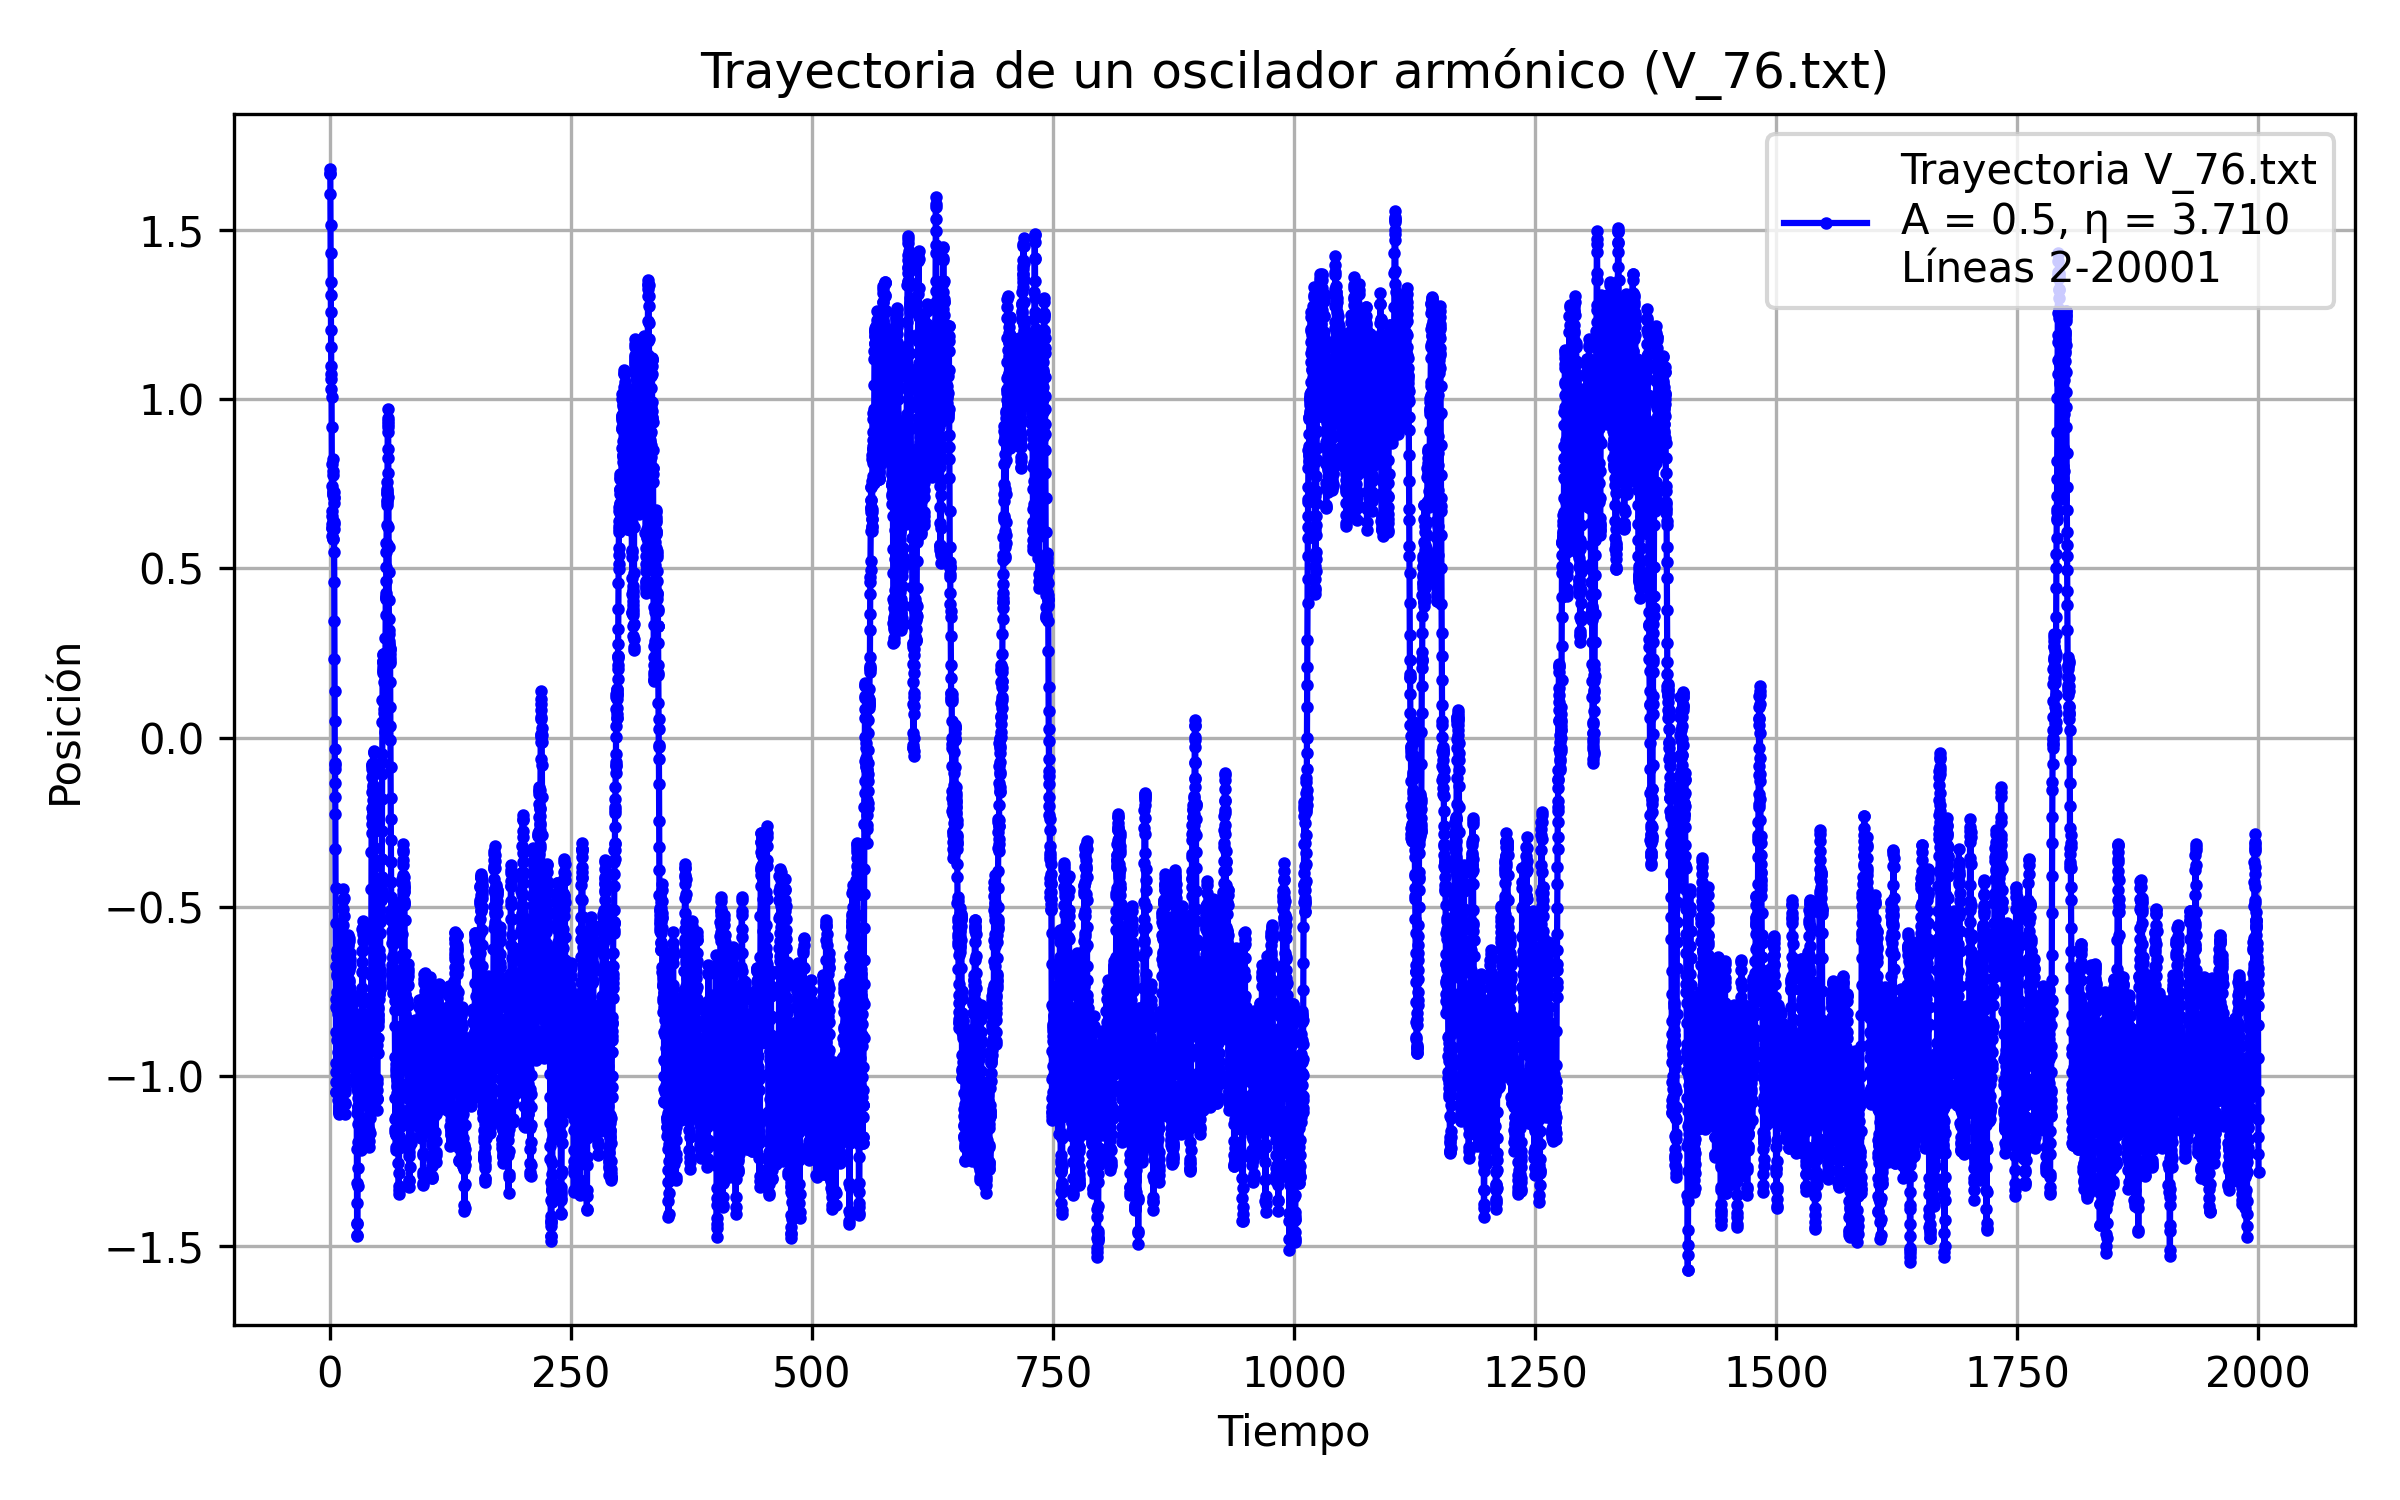 Trayectoria de un oscilador armónico (V_76.txt)
Trayectoria V_76.txt
A = 0.5, η = 3.710
Líneas 2-20001
Posición
1.5
1.0
0.5
0.0
−0.5
−1.0
−1.5
0 250 500 750 1000 1250 1500 1750 2000
Tiempo